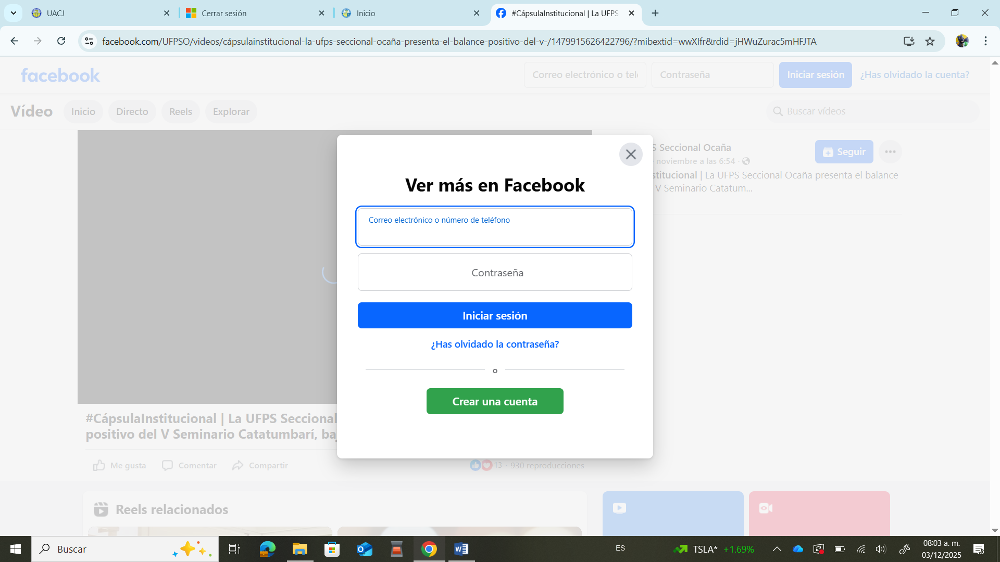 UACJ
Cerrar sesión
Inicio
#CápsulaInstitucional | La UFPS
facebook.com/UFPSO/videos/cápsulainstitucional-la-ufps-seccional-ocaña-presenta-el-balance-positivo-del-v-/1479915626422796/?mibextid=wwXIfr&rdid=jHWuZurac5mHFJTA
facebook
Correo electrónico o telé
Contraseña
Iniciar sesión
¿Has olvidado la cuenta?
Vídeo
Inicio
Directo
Reels
Explorar
Buscar vídeos
Seccional Ocaña
noviembre a las 6:54 ·
Seguir
stitucional | La UFPS Seccional Ocaña presenta el balance
V Seminario Catatum...
Ver más en Facebook
Correo electrónico o número de teléfono
Contraseña
Iniciar sesión
¿Has olvidado la contraseña?
o
Crear una cuenta
#CápsulaInstitucional | La UFPS Seccional
positivo del V Seminario Catatumbarí, ba
Me gusta
Comentar
Compartir
13 · 930 reproducciones
Reels relacionados
Buscar
ES
TSLA* +1.69%
08:03 a. m.
03/12/2025